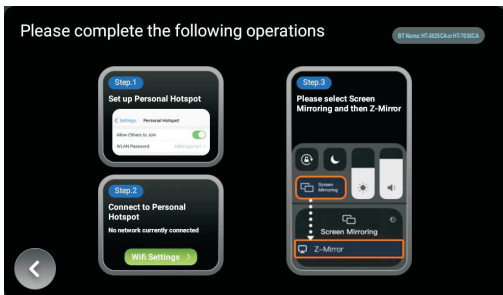 Please complete the following operations
BT Name: HT-8025CA or HT-7030CA
Step.1
Set up Personal Hotspot
Settings Personal Hotspot
Allow Others to Join
WLAN Password
Step.2
Connect to Personal
Hotspot
No network currently connected
Wifi Settings >
Step.3
Please select Screen
Mirroring and then Z-Mirror
Screen
Mirroring
Screen Mirroring
Z-Mirror